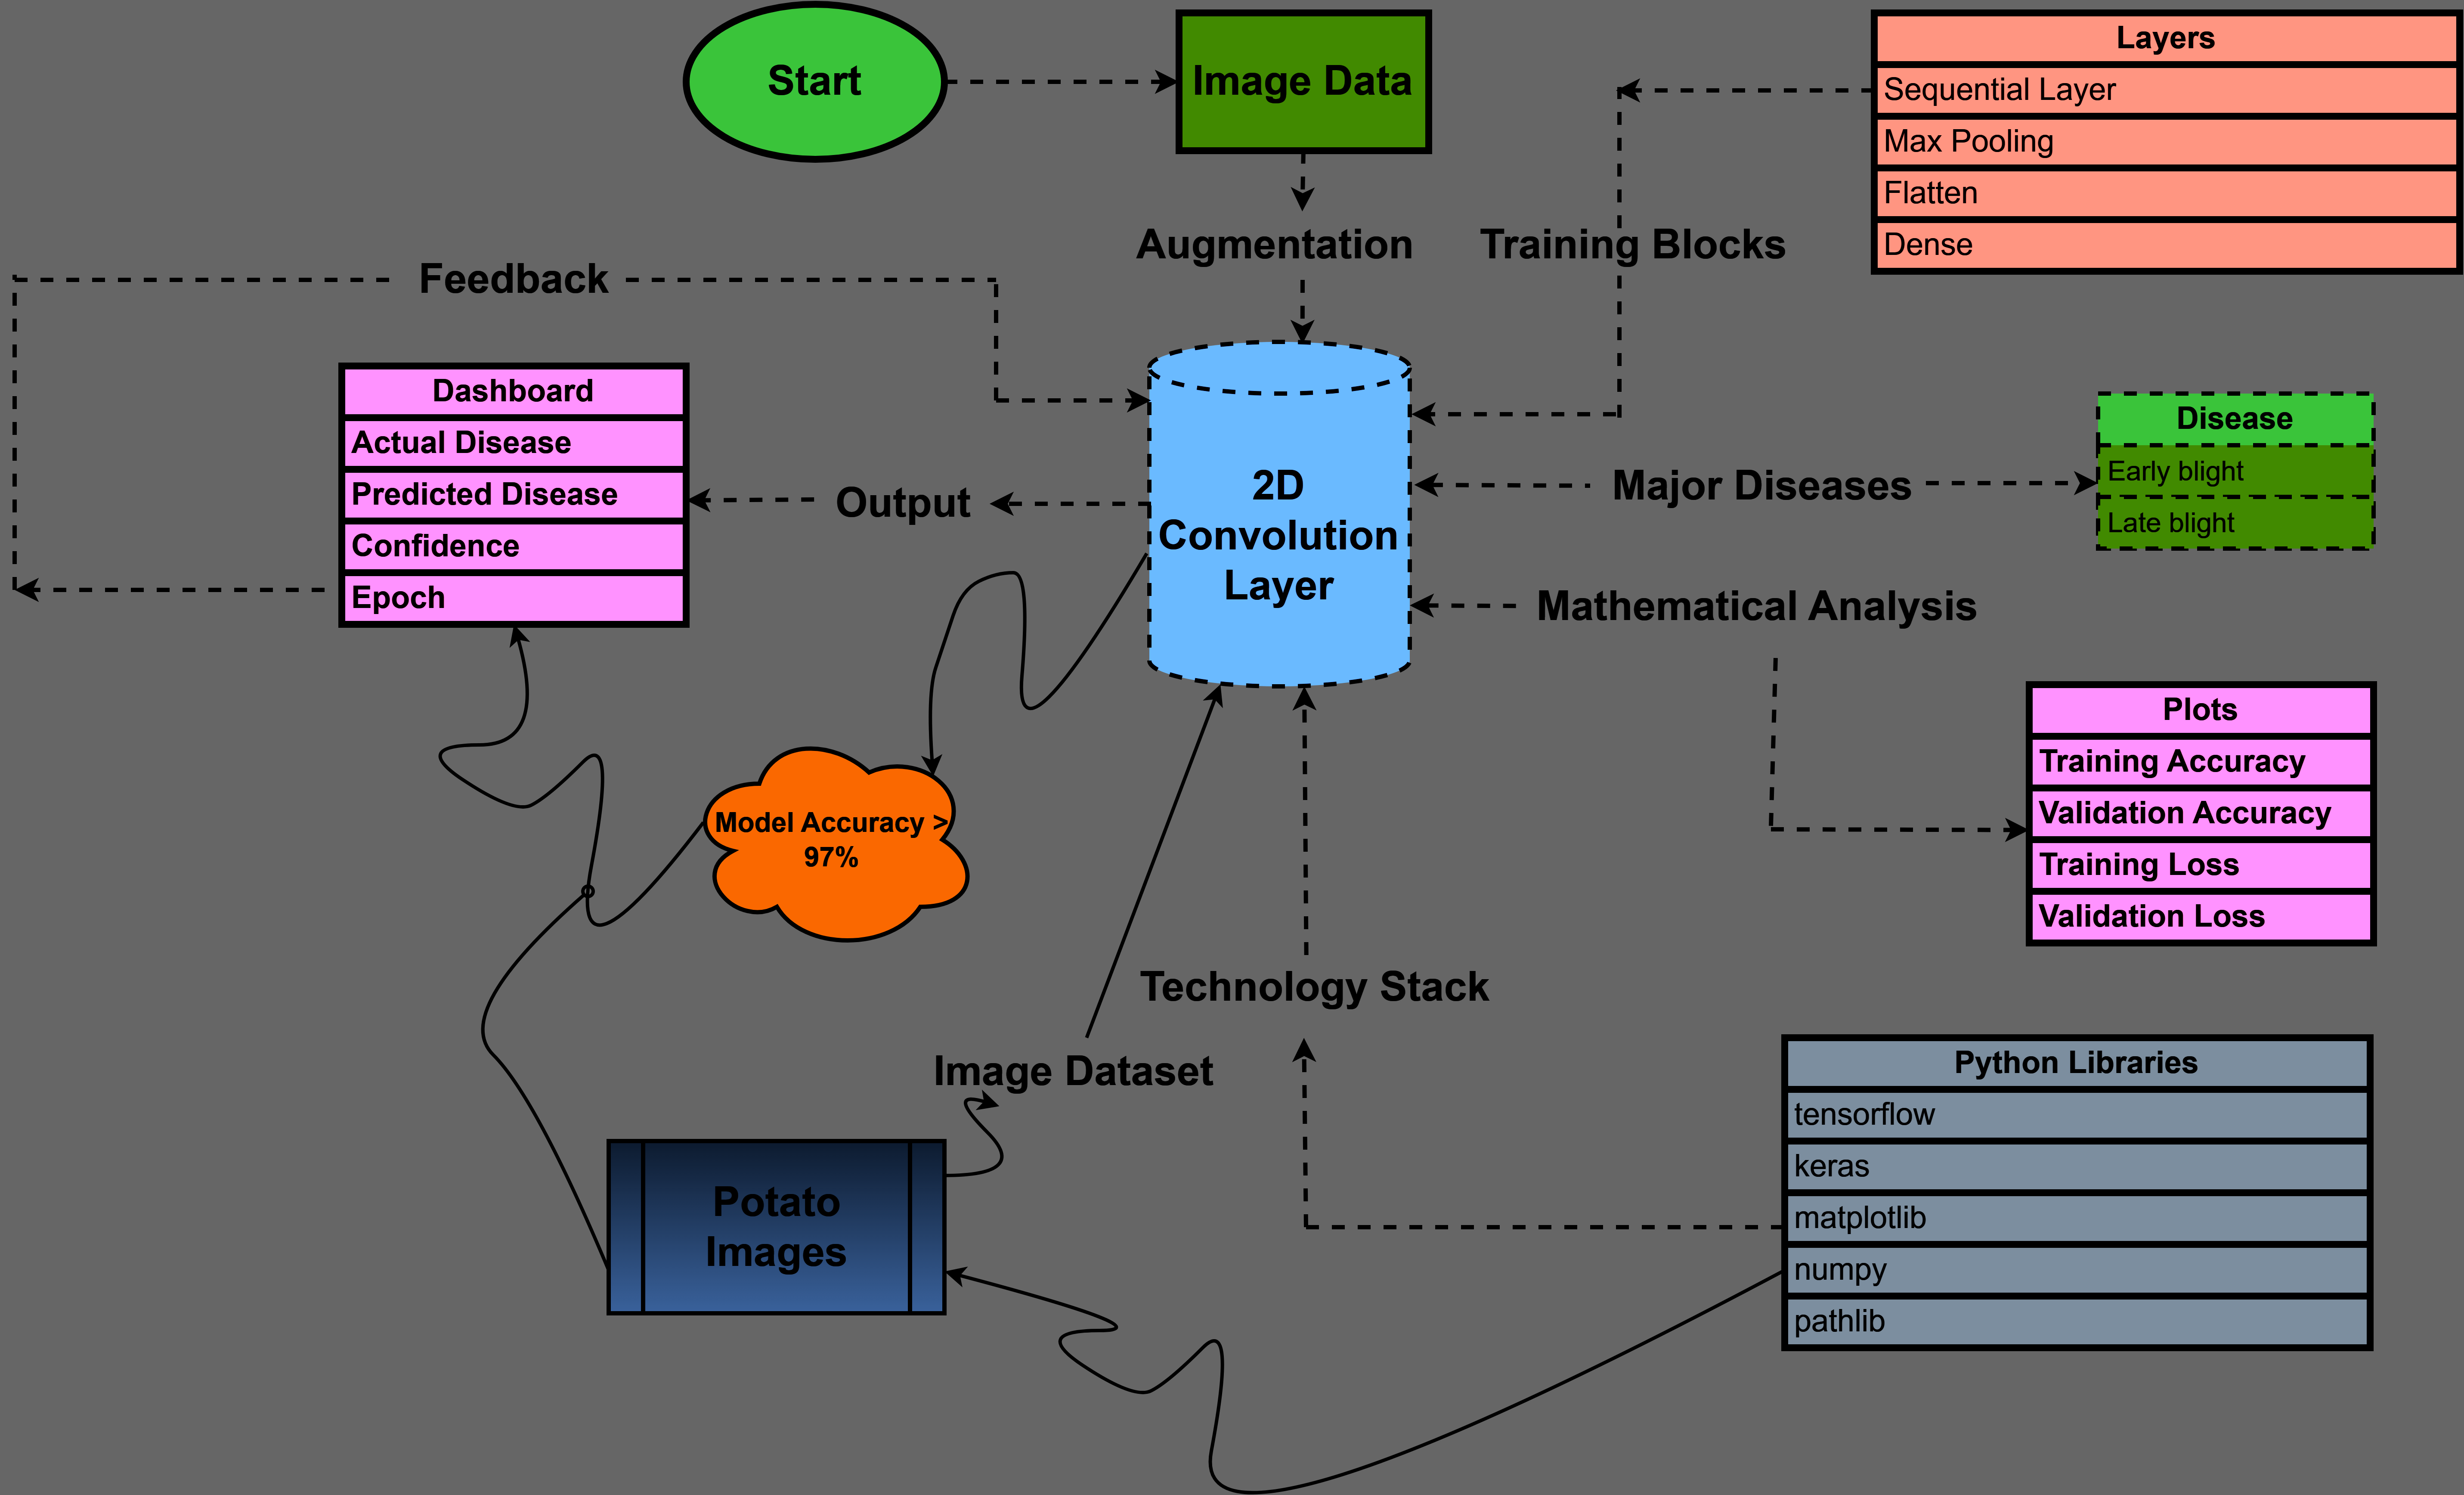 Start
Image Data
Layers
Sequential Layer
Max Pooling
Flatten
Dense
Augmentation
Training Blocks
Feedback
Dashboard
Actual Disease
Predicted Disease
Confidence
Epoch
Output
2D
Convolution
Layer
Major Diseases
Disease
Early blight
Late blight
Mathematical Analysis
Plots
Training Accuracy
Validation Accuracy
Training Loss
Validation Loss
Model Accuracy >
97%
Technology Stack
Image Dataset
Potato
Images
Python Libraries
tensorflow
keras
matplotlib
numpy
pathlib